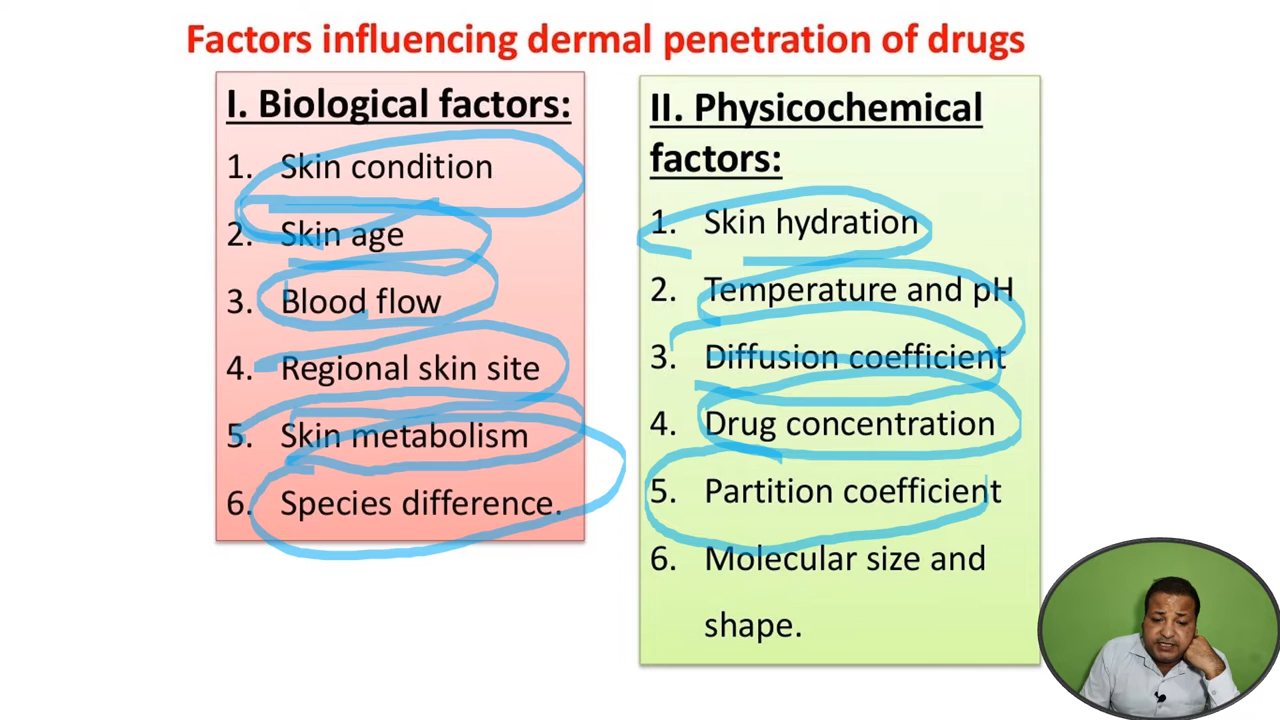 Factors influencing dermal penetration of drugs
I. Biological factors:
1. Skin condition
2. Skin age
3. Blood flow
4. Regional skin site
5. Skin metabolism
6. Species difference.
II. Physicochemical
factors:
1. Skin hydration
2. Temperature and pH
3. Diffusion coefficient
4. Drug concentration
5. Partition coefficient
6. Molecular size and
shape.